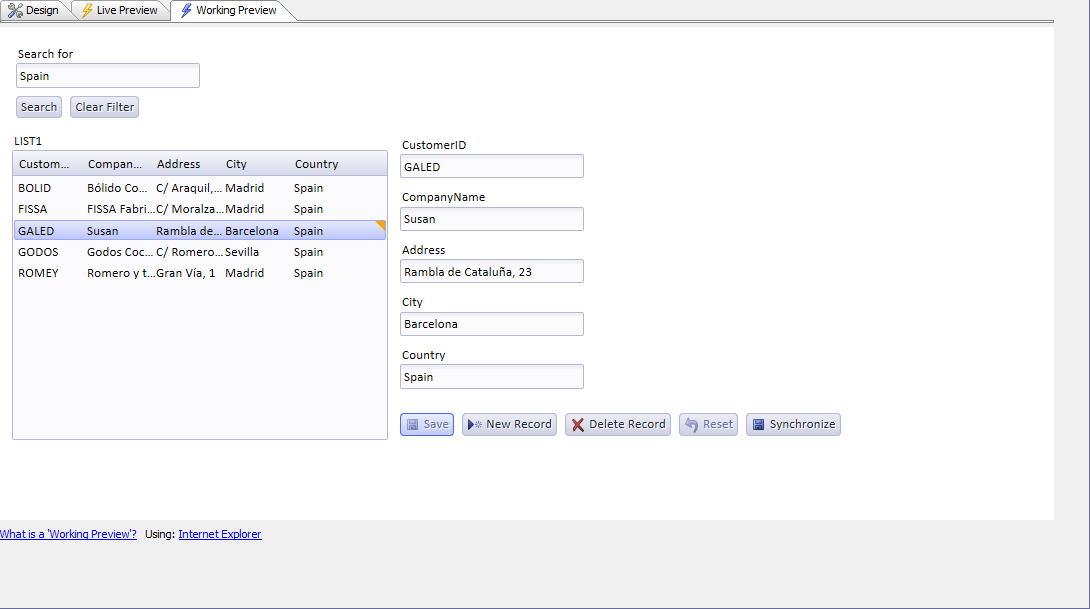 Design Live Preview Working Preview
Search for
Spain
Search Clear Filter
LIST1
Custom... Compan... Address City Country
BOLID Bólido Co... C/ Araquil,... Madrid Spain
FISSA FISSA Fabri... C/ Moralza... Madrid Spain
GALED Susan Rambla de... Barcelona Spain
GODOS Godos Coc... C/ Romero... Sevilla Spain
ROMEY Romero y t... Gran Vía, 1 Madrid Spain
CustomerID
GALED
CompanyName
Susan
Address
Rambla de Cataluña, 23
City
Barcelona
Country
Spain
Save New Record Delete Record Reset Synchronize
What is a 'Working Preview'? Using: Internet Explorer